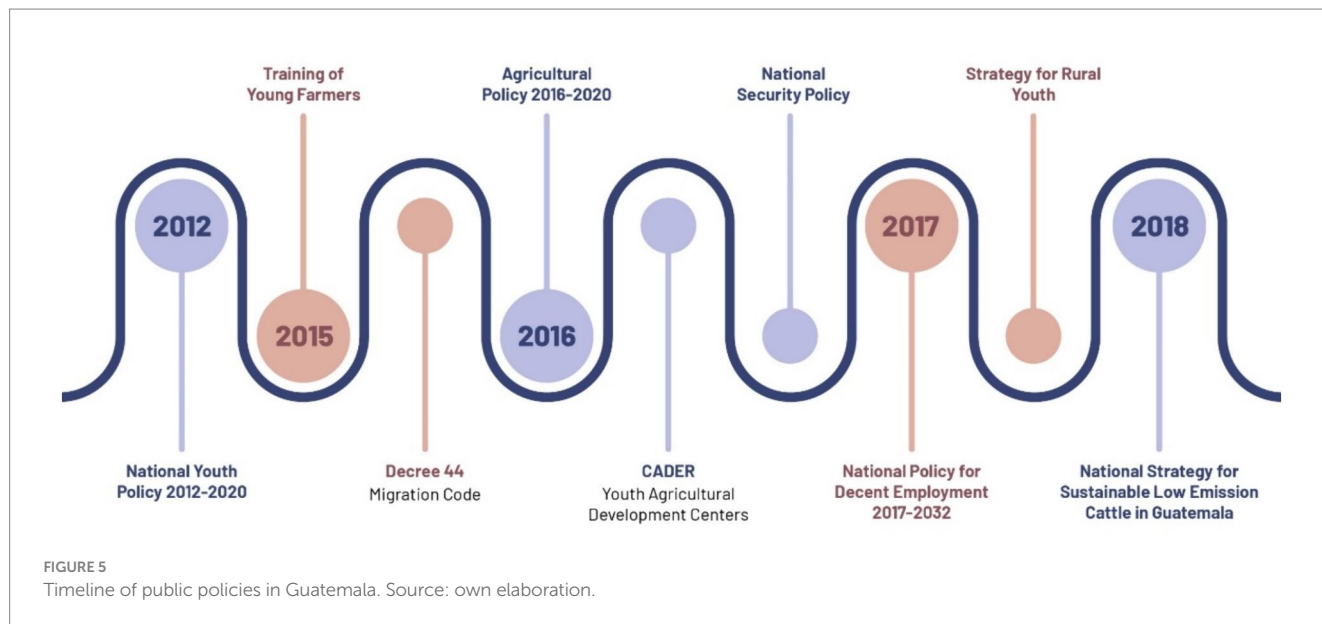 Training of
Young Farmers
Agricultural
Policy 2016-2020
National
Security Policy
Strategy for Rural
Youth
2012
2015
2016
2017
2018
National Youth
Policy 2012-2020
Decree 44
Migration Code
CADER
Youth Agricultural
Development Centers
National Policy for
Decent Employment
2017-2032
National Strategy for
Sustainable Low Emission
Cattle in Guatemala
FIGURE 5
Timeline of public policies in Guatemala. Source: own elaboration.